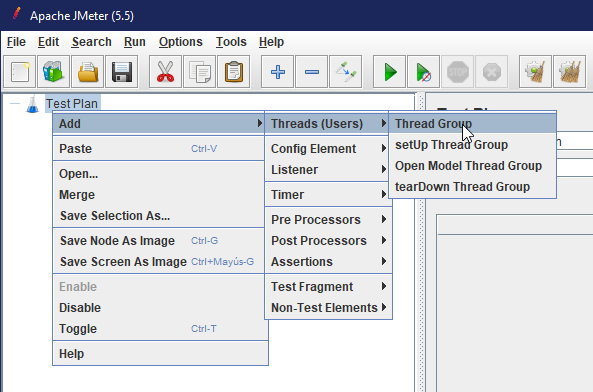 Apache JMeter (5.5)
File Edit Search Run Options Tools Help
STOP
Test Plan
Add
Paste Ctrl-V
Open...
Merge
Save Selection As...
Save Node As Image Ctrl-G
Save Screen As Image Ctrl+Mayús-G
Enable
Disable
Toggle Ctrl-T
Help
Threads (Users)
Config Element
Listener
Timer
Pre Processors
Post Processors
Assertions
Test Fragment
Non-Test Elements
Thread Group
setUp Thread Group
Open Model Thread Group
tearDown Thread Group